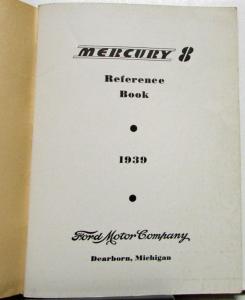 MERCURY 8
Reference
Book
1939
Ford Motor Company
Dearborn, Michigan